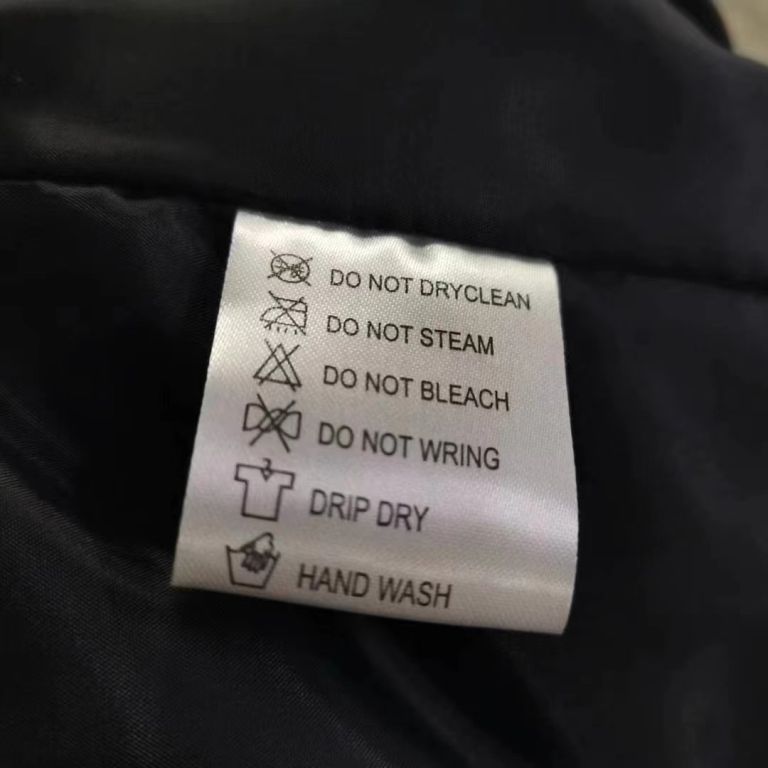 DO NOT DRYCLEAN
DO NOT STEAM
DO NOT BLEACH
DO NOT WRING
DRIP DRY
HAND WASH